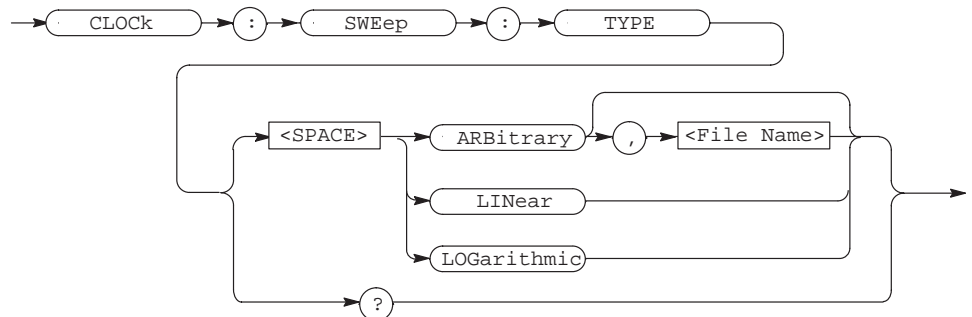 CLOCk : SWEep : TYPE
<SPACE> ARBitrary , <File Name>
LINear
LOGarithmic
?